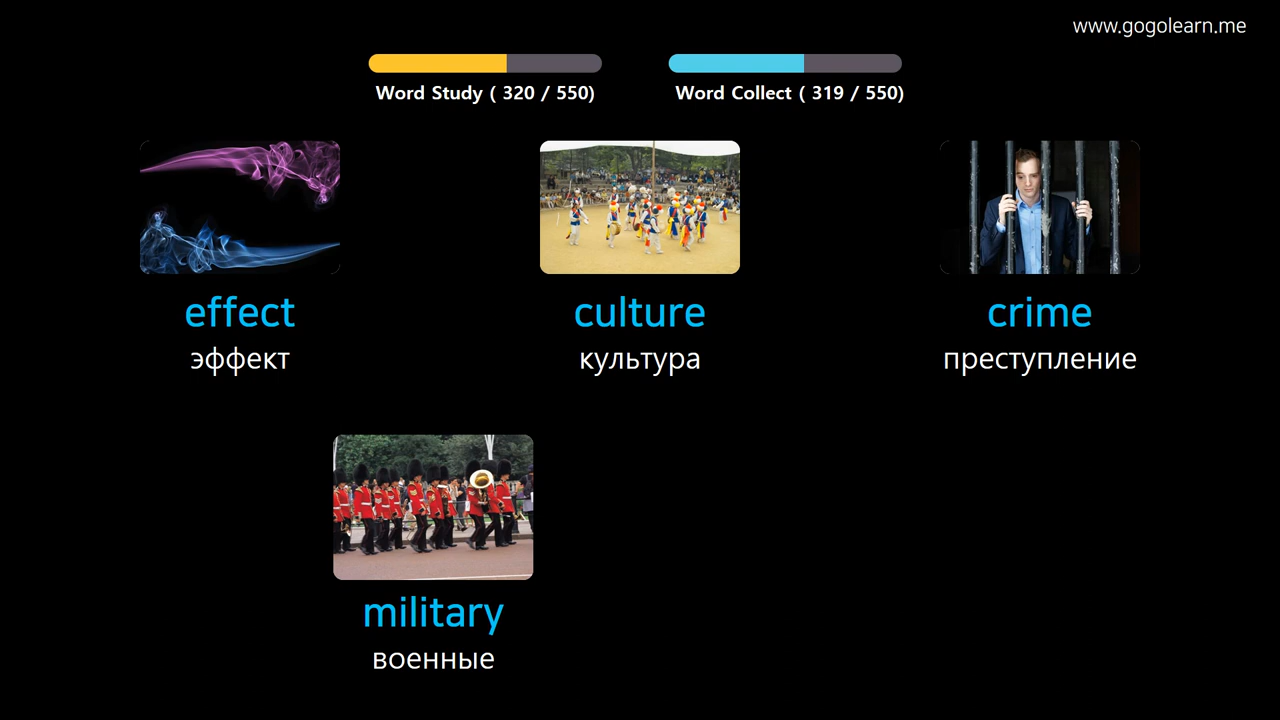 www.gogolearn.me
Word Study ( 320 / 550)
Word Collect ( 319 / 550)
effect
эффект
culture
культура
crime
преступление
military
военные